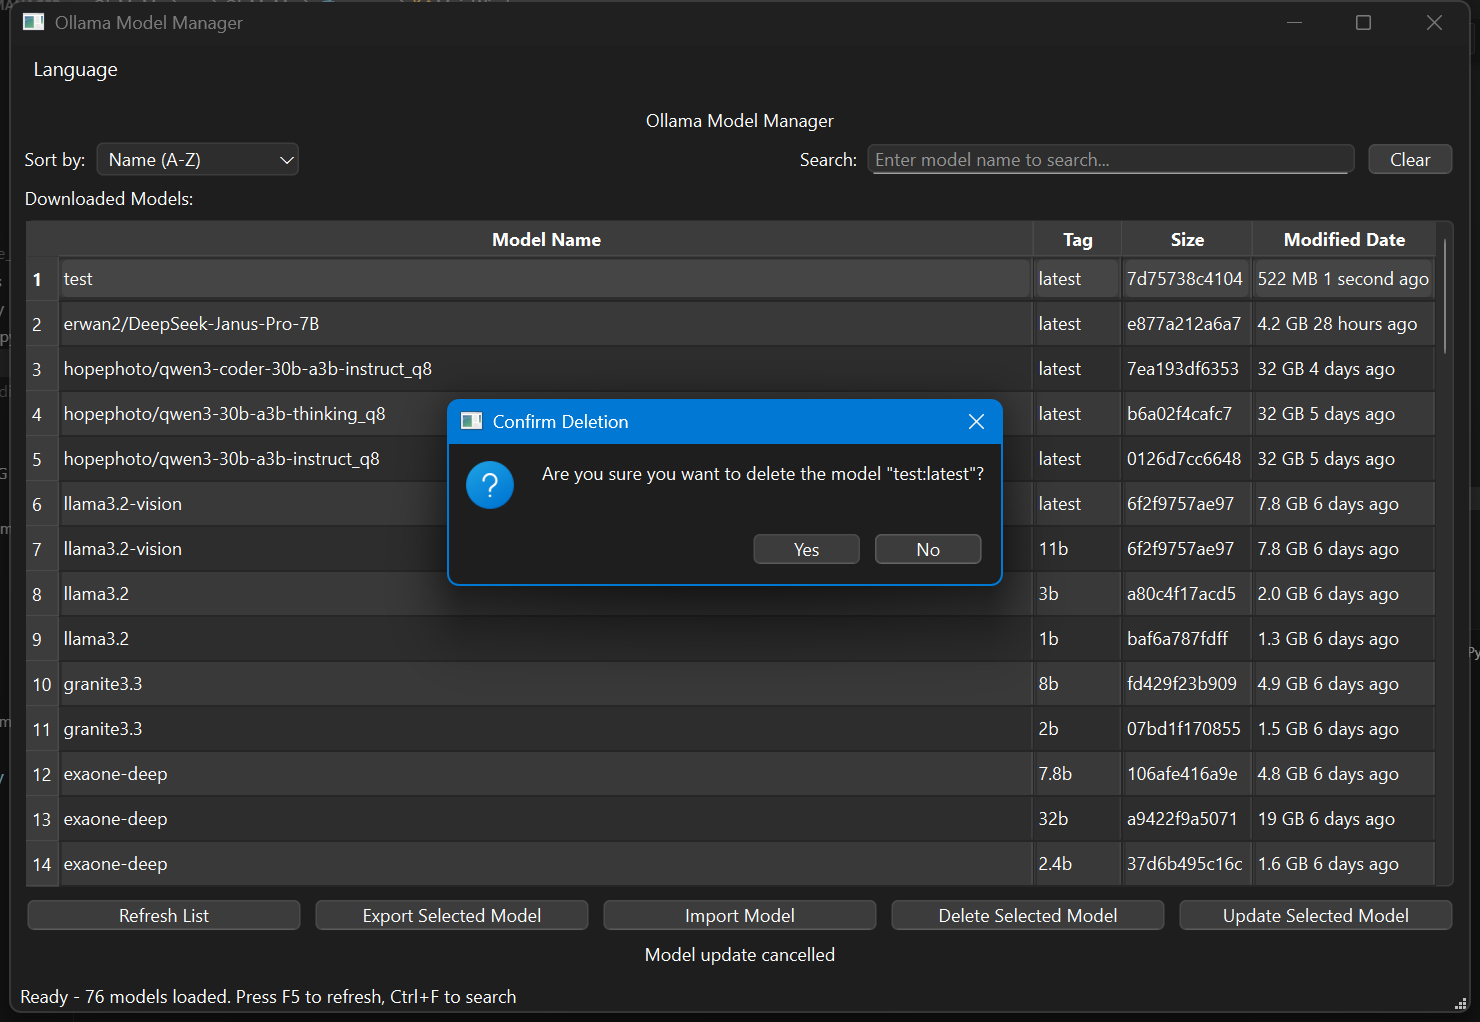 Ollama Model Manager
Language
Ollama Model Manager
Sort by: Name (A-Z) Search: Enter model name to search... Clear
Downloaded Models:
Model Name Tag Size Modified Date
1 test latest 7d75738c4104 522 MB 1 second ago
2 erwan2/DeepSeek-Janus-Pro-7B latest e877a212a6a7 4.2 GB 28 hours ago
3 hopephoto/qwen3-coder-30b-a3b-instruct_q8 latest 7ea193df6353 32 GB 4 days ago
4 hopephoto/qwen3-30b-a3b-thinking_q8 latest b6a02f4cafc7 32 GB 5 days ago
5 hopephoto/qwen3-30b-a3b-instruct_q8 latest 0126d7cc6648 32 GB 5 days ago
6 llama3.2-vision latest 6f2f9757ae97 7.8 GB 6 days ago
7 llama3.2-vision 11b 6f2f9757ae97 7.8 GB 6 days ago
8 llama3.2 3b a80c4f17acd5 2.0 GB 6 days ago
9 llama3.2 1b baf6a787fdff 1.3 GB 6 days ago
10 granite3.3 8b fd429f23b909 4.9 GB 6 days ago
11 granite3.3 2b 07bd1f170855 1.5 GB 6 days ago
12 exaone-deep 7.8b 106afe416a9e 4.8 GB 6 days ago
13 exaone-deep 32b a9422f9a5071 19 GB 6 days ago
14 exaone-deep 2.4b 37d6b495c16c 1.6 GB 6 days ago
Confirm Deletion
Are you sure you want to delete the model "test:latest"?
Yes No
Refresh List Export Selected Model Import Model Delete Selected Model Update Selected Model
Model update cancelled
Ready - 76 models loaded. Press F5 to refresh, Ctrl+F to search